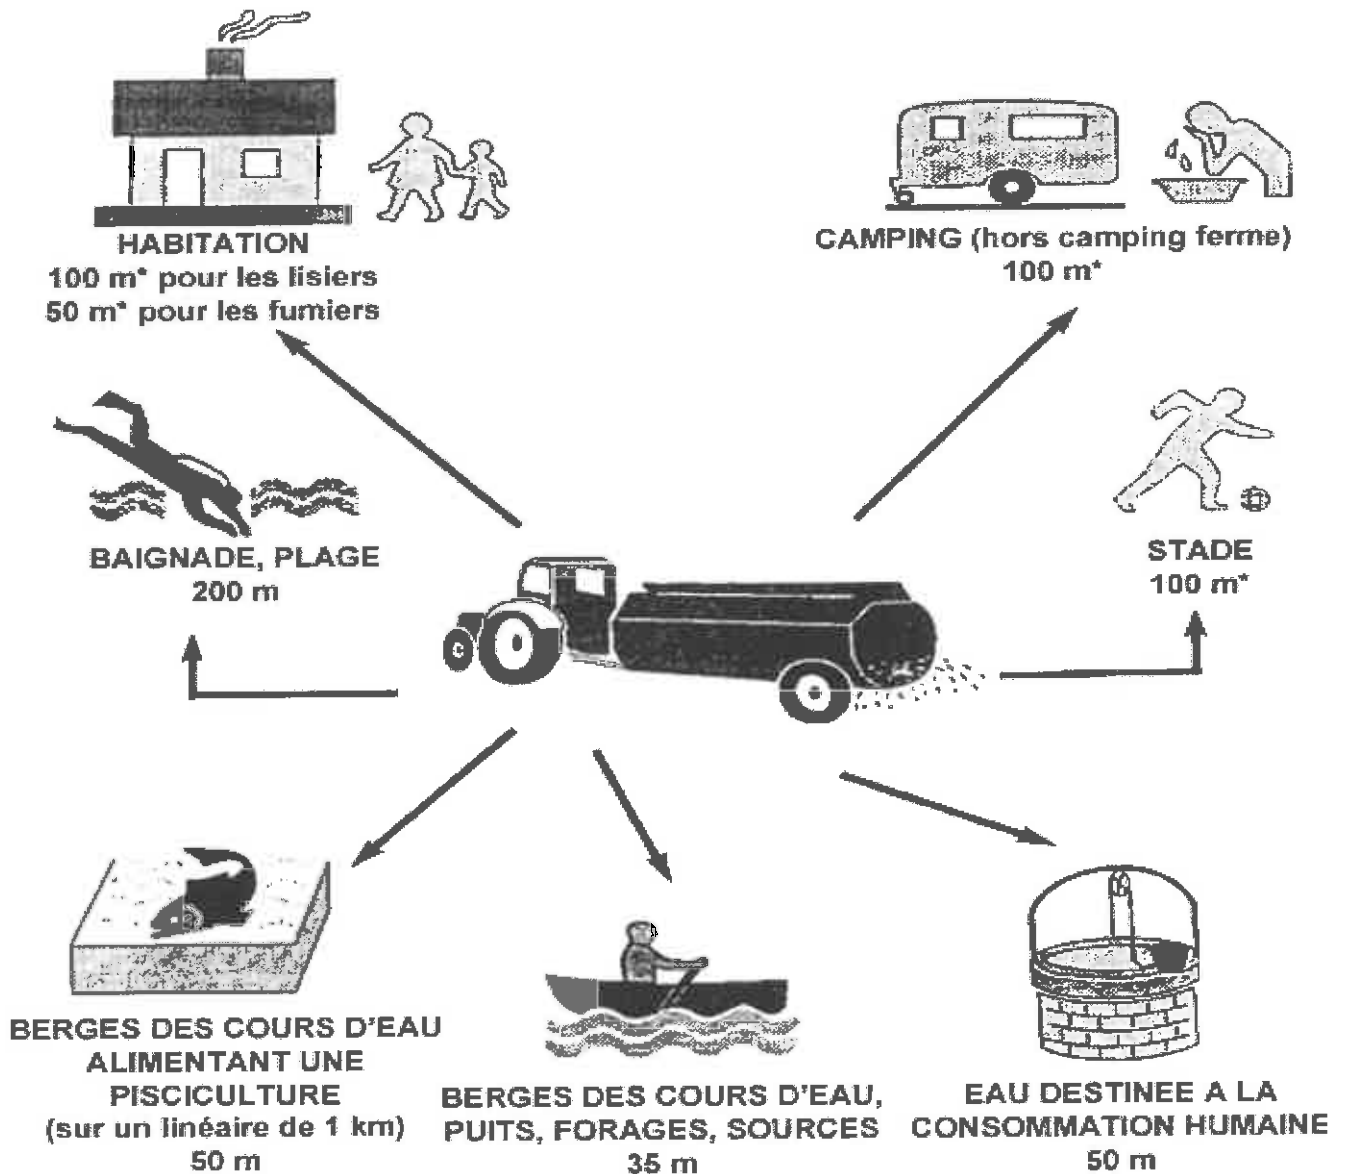 HABITATION
100 m* pour les lisiers
50 m* pour les fumiers
CAMPING (hors camping ferme)
100 m*
BAIGNADE, PLAGE
200 m
STADE
100 m*
BERGES DES COURS D'EAU
ALIMENTANT UNE
PISCICULTURE
(sur un linéaire de 1 km)
50 m
BERGES DES COURS D'EAU,
PUITS, FORAGES, SOURCES
35 m
EAU DESTINEE A LA
CONSOMMATION HUMAINE
50 m